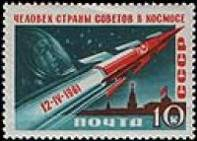 ЧЕЛОВЕК СТРАНЫ СОВЕТОВ В КОСМОСЕ
СССР
12-IV-1961
ПОЧТА
10 К